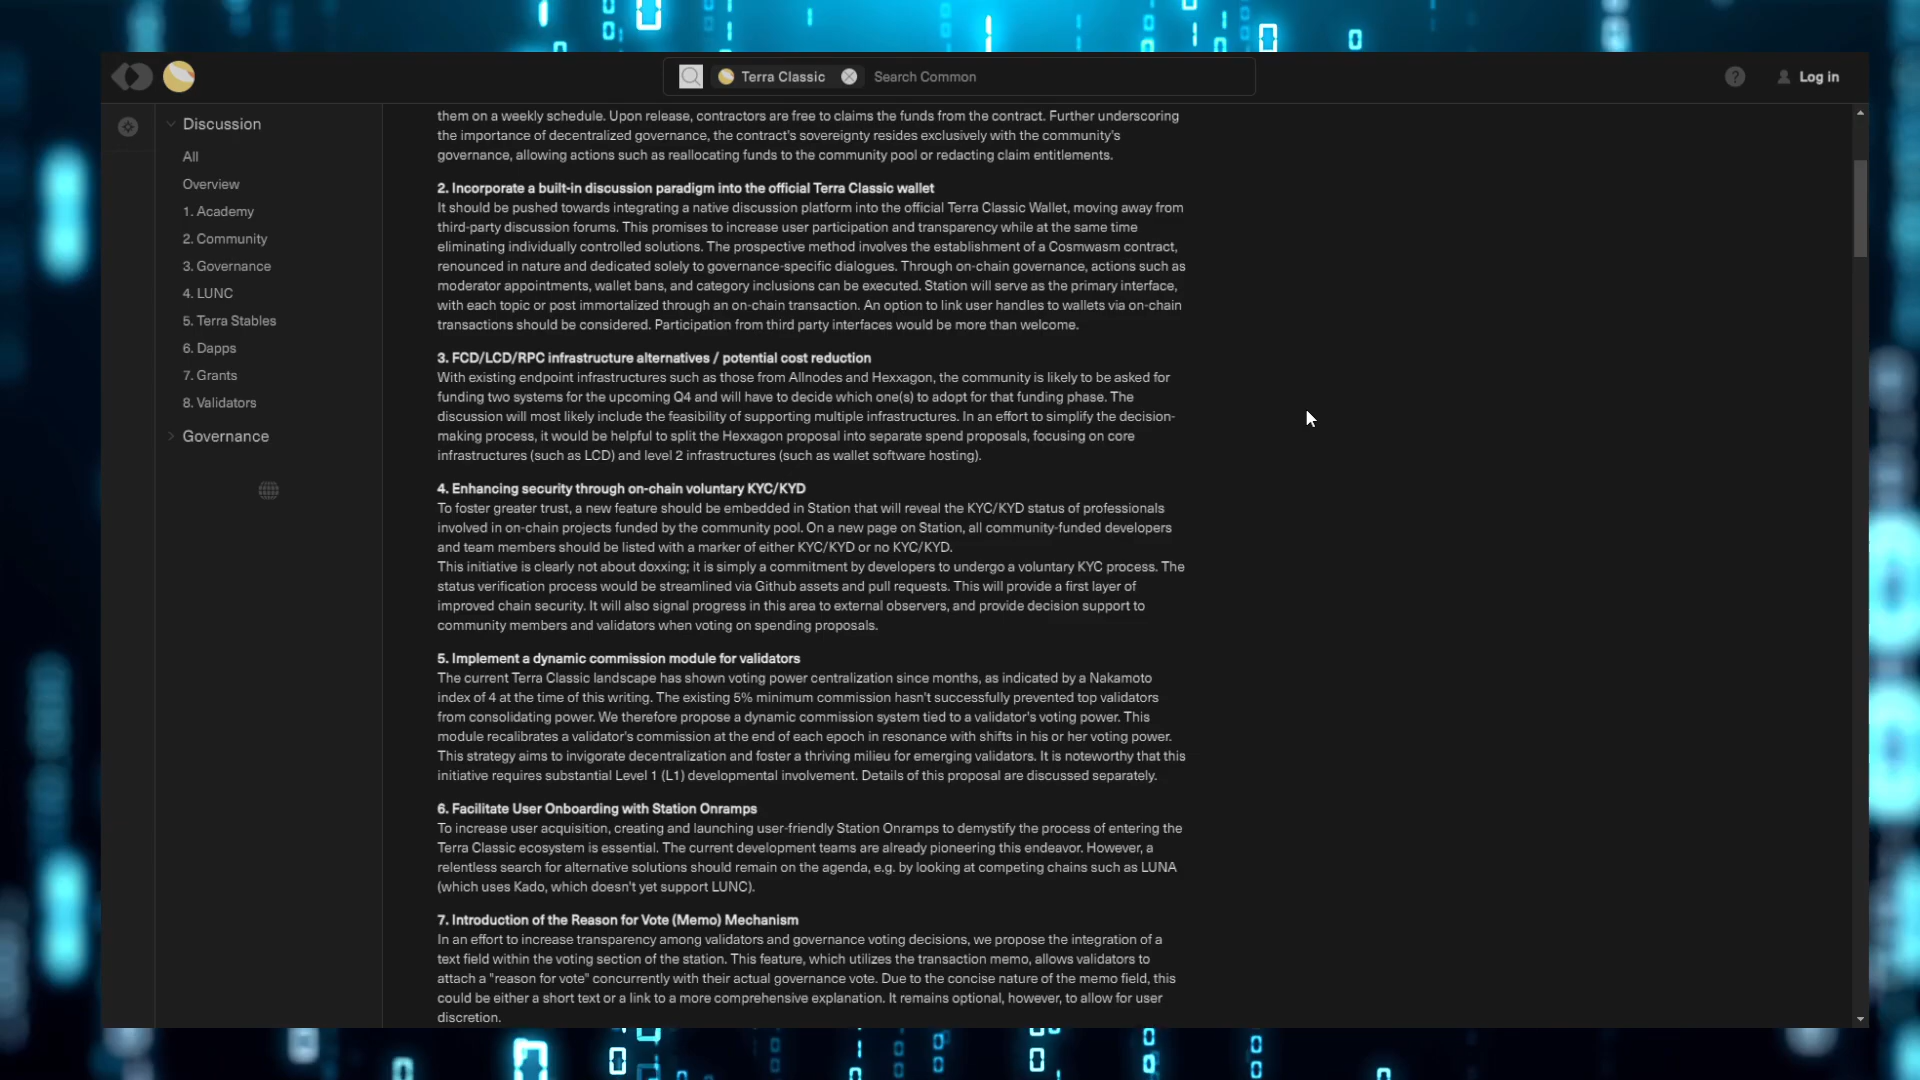 Terra Classic
Search Common
Log in
Discussion
All
Overview
1. Academy
2. Community
3. Governance
4. LUNC
5. Terra Stables
6. Dapps
7. Grants
8. Validators
Governance
them on a weekly schedule. Upon release, contractors are free to claims the funds from the contract. Further underscoring
the importance of decentralized governance, the contract's sovereignty resides exclusively with the community's
governance, allowing actions such as reallocating funds to the community pool or redacting claim entitlements.
2. Incorporate a built-in discussion paradigm into the official Terra Classic wallet
It should be pushed towards integrating a native discussion platform into the official Terra Classic Wallet, moving away from
third-party discussion forums. This promises to increase user participation and transparency while at the same time
eliminating individually controlled solutions. The prospective method involves the establishment of a Cosmwasm contract,
renounced in nature and dedicated solely to governance-specific dialogues. Through on-chain governance, actions such as
moderator appointments, wallet bans, and category inclusions can be executed. Station will serve as the primary interface,
with each topic or post immortalized through an on-chain transaction. An option to link user handles to wallets via on-chain
transactions should be considered. Participation from third party interfaces would be more than welcome.
3. FCD/LCD/RPC infrastructure alternatives / potential cost reduction
With existing endpoint infrastructures such as those from Allnodes and Hexxagon, the community is likely to be asked for
funding two systems for the upcoming Q4 and will have to decide which one(s) to adopt for that funding phase. The
discussion will most likely include the feasibility of supporting multiple infrastructures. In an effort to simplify the decision-
making process, it would be helpful to split the Hexxagon proposal into separate spend proposals, focusing on core
infrastructures (such as LCD) and level 2 infrastructures (such as wallet software hosting).
4. Enhancing security through on-chain voluntary KYC/KYD
To foster greater trust, a new feature should be embedded in Station that will reveal the KYC/KYD status of professionals
involved in on-chain projects funded by the community pool. On a new page on Station, all community-funded developers
and team members should be listed with a marker of either KYC/KYD or no KYC/KYD.
This initiative is clearly not about doxxing; it is simply a commitment by developers to undergo a voluntary KYC process. The
status verification process would be streamlined via Github assets and pull requests. This will provide a first layer of
improved chain security. It will also signal progress in this area to external observers, and provide decision support to
community members and validators when voting on spending proposals.
5. Implement a dynamic commission module for validators
The current Terra Classic landscape has shown voting power centralization since months, as indicated by a Nakamoto
index of 4 at the time of this writing. The existing 5% minimum commission hasn't successfully prevented top validators
from consolidating power. We therefore propose a dynamic commission system tied to a validator's voting power. This
module recalibrates a validator's commission at the end of each epoch in resonance with shifts in his or her voting power.
This strategy aims to invigorate decentralization and foster a thriving milieu for emerging validators. It is noteworthy that this
initiative requires substantial Level 1 (L1) developmental involvement. Details of this proposal are discussed separately.
6. Facilitate User Onboarding with Station Onramps
To increase user acquisition, creating and launching user-friendly Station Onramps to demystify the process of entering the
Terra Classic ecosystem is essential. The current development teams are already pioneering this endeavor. However, a
relentless search for alternative solutions should remain on the agenda, e.g. by looking at competing chains such as LUNA
(which uses Kado, which doesn't yet support LUNC).
7. Introduction of the Reason for Vote (Memo) Mechanism
In an effort to increase transparency among validators and governance voting decisions, we propose the integration of a
text field within the voting section of the station. This feature, which utilizes the transaction memo, allows validators to
attach a "reason for vote" concurrently with their actual governance vote. Due to the concise nature of the memo field, this
could be either a short text or a link to a more comprehensive explanation. It remains optional, however, to allow for user
discretion.